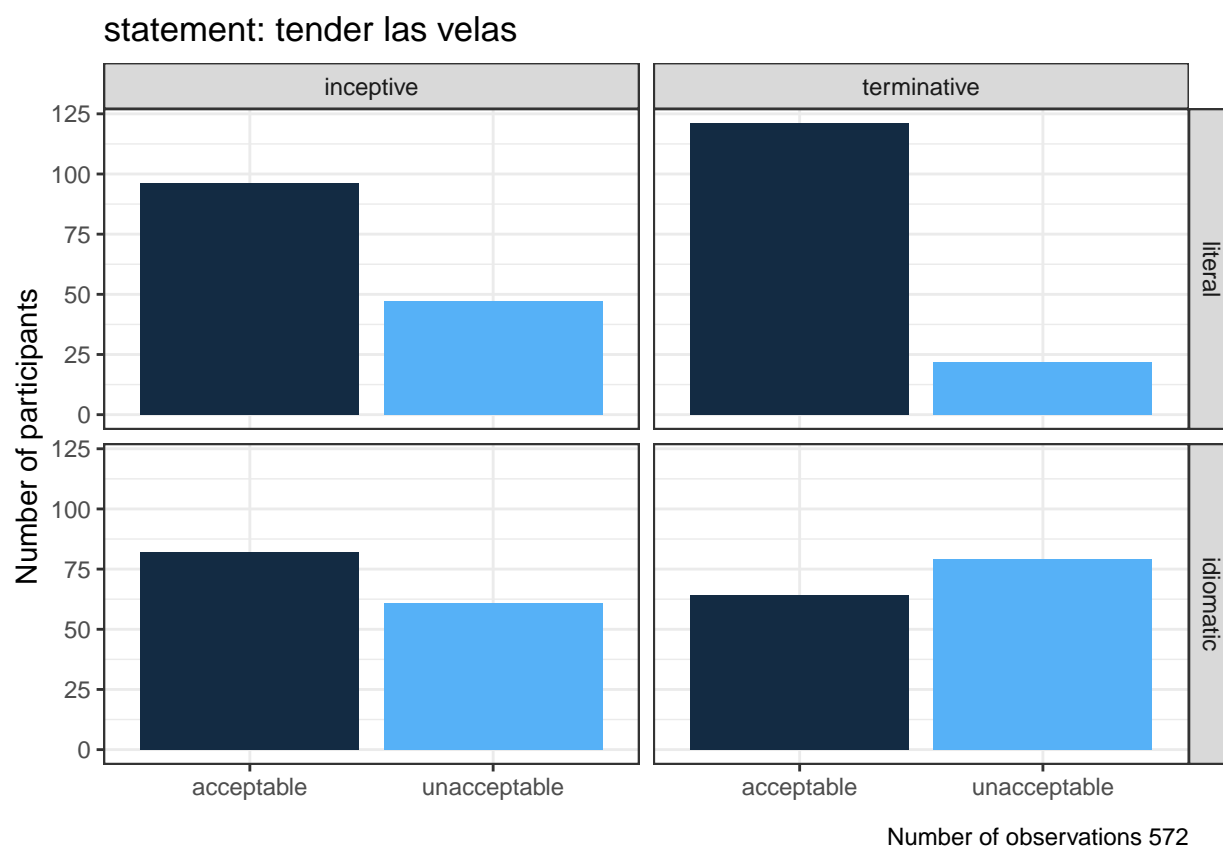 statement: tender las velas
inceptive
terminative
125
100
75
50
25
0
literal
Number of participants
125
100
75
50
25
0
idiomatic
acceptable
unacceptable
acceptable
unacceptable
Number of observations 572